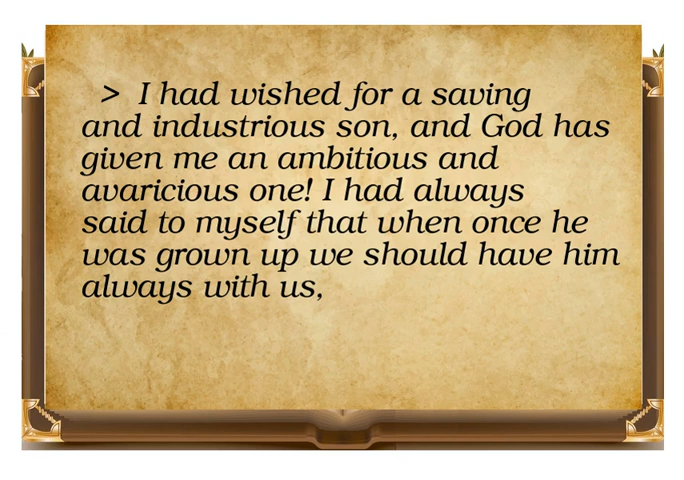 > I had wished for a saving
and industrious son, and God has
given me an ambitious and
avaricious one! I had always
said to myself that when once he
was grown up we should have him
always with us,